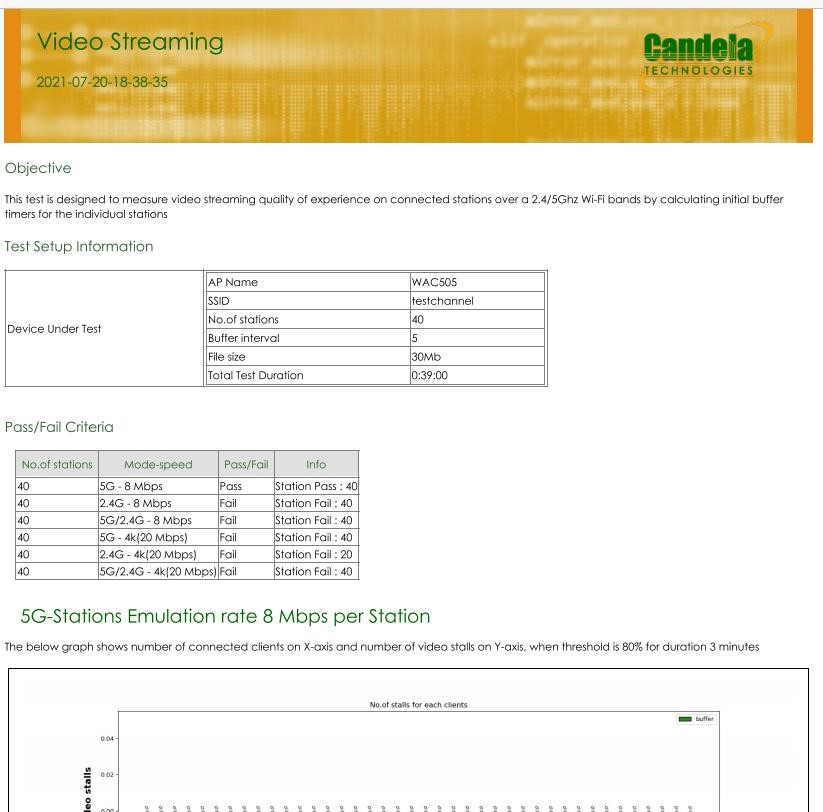 Video Streaming
Candela
TECHNOLOGIES
2021-07-20-18-38-35
Objective
This test is designed to measure video streaming quality of experience on connected stations over a 2.4/5Ghz Wi-Fi bands by calculating initial buffer
timers for the individual stations
Test Setup Information
Device Under Test
AP Name WAC505
SSID testchannel
No.of stations 40
Buffer interval 5
File size 30Mb
Total Test Duration 0:39:00
Pass/Fail Criteria
No.of stations Mode-speed Pass/Fail Info
40 5G - 8 Mbps Pass Station Pass : 40
40 2.4G - 8 Mbps Fail Station Fail : 40
40 5G/2.4G - 8 Mbps Fail Station Fail : 40
40 5G - 4k(20 Mbps) Fail Station Fail : 40
40 2.4G - 4k(20 Mbps) Fail Station Fail : 20
40 5G/2.4G - 4k(20 Mbps) Fail Station Fail : 40
5G-Stations Emulation rate 8 Mbps per Station
The below graph shows number of connected clients on X-axis and number of video stalls on Y-axis, when threshold is 80% for duration 3 minutes
No.of stalls for each clients
buffer
0.04
0.02
0.00
stalls